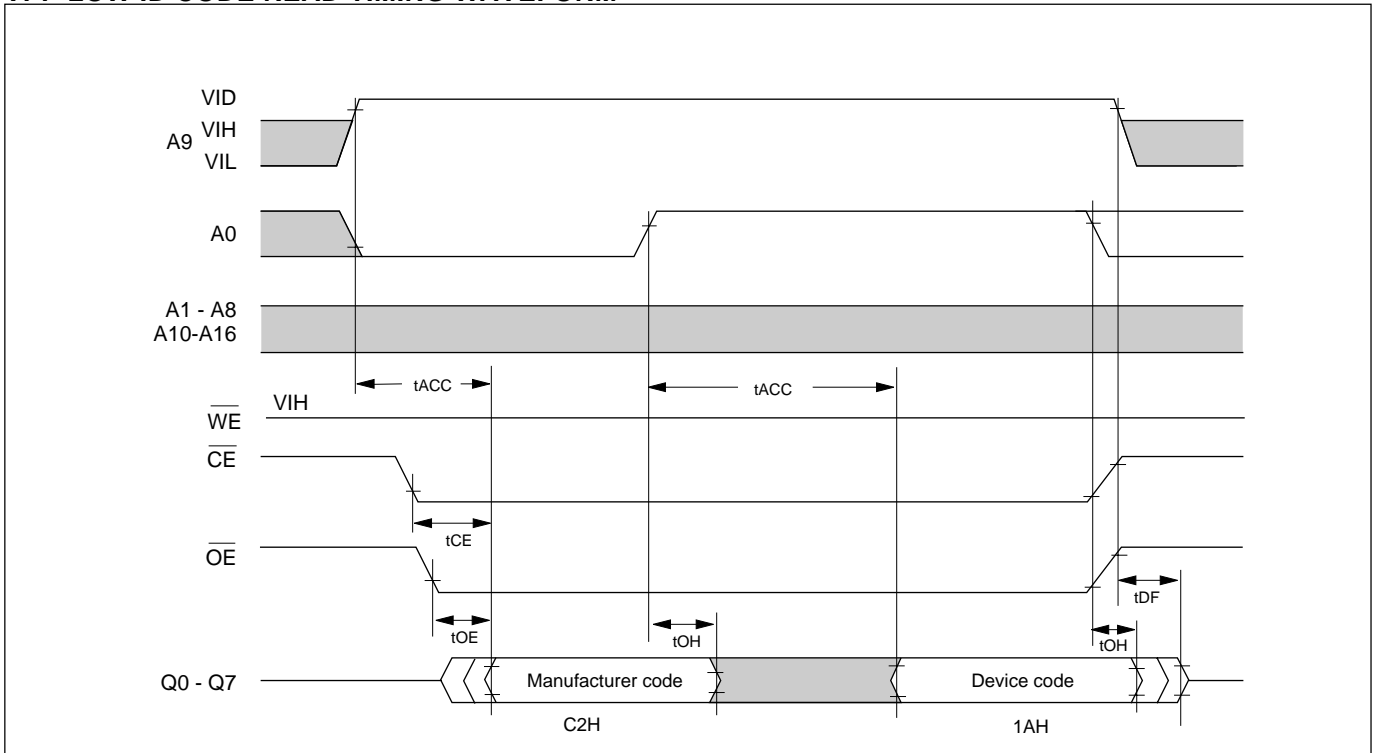 VID
A9 VIH
VIL
A0
A1 - A8
A10-A16
tACC
tACC
VIH
WE
CE
tCE
OE
tDF
tOE
tOH
tOH
Q0 - Q7
Manufacturer code
Device code
C2H
1AH